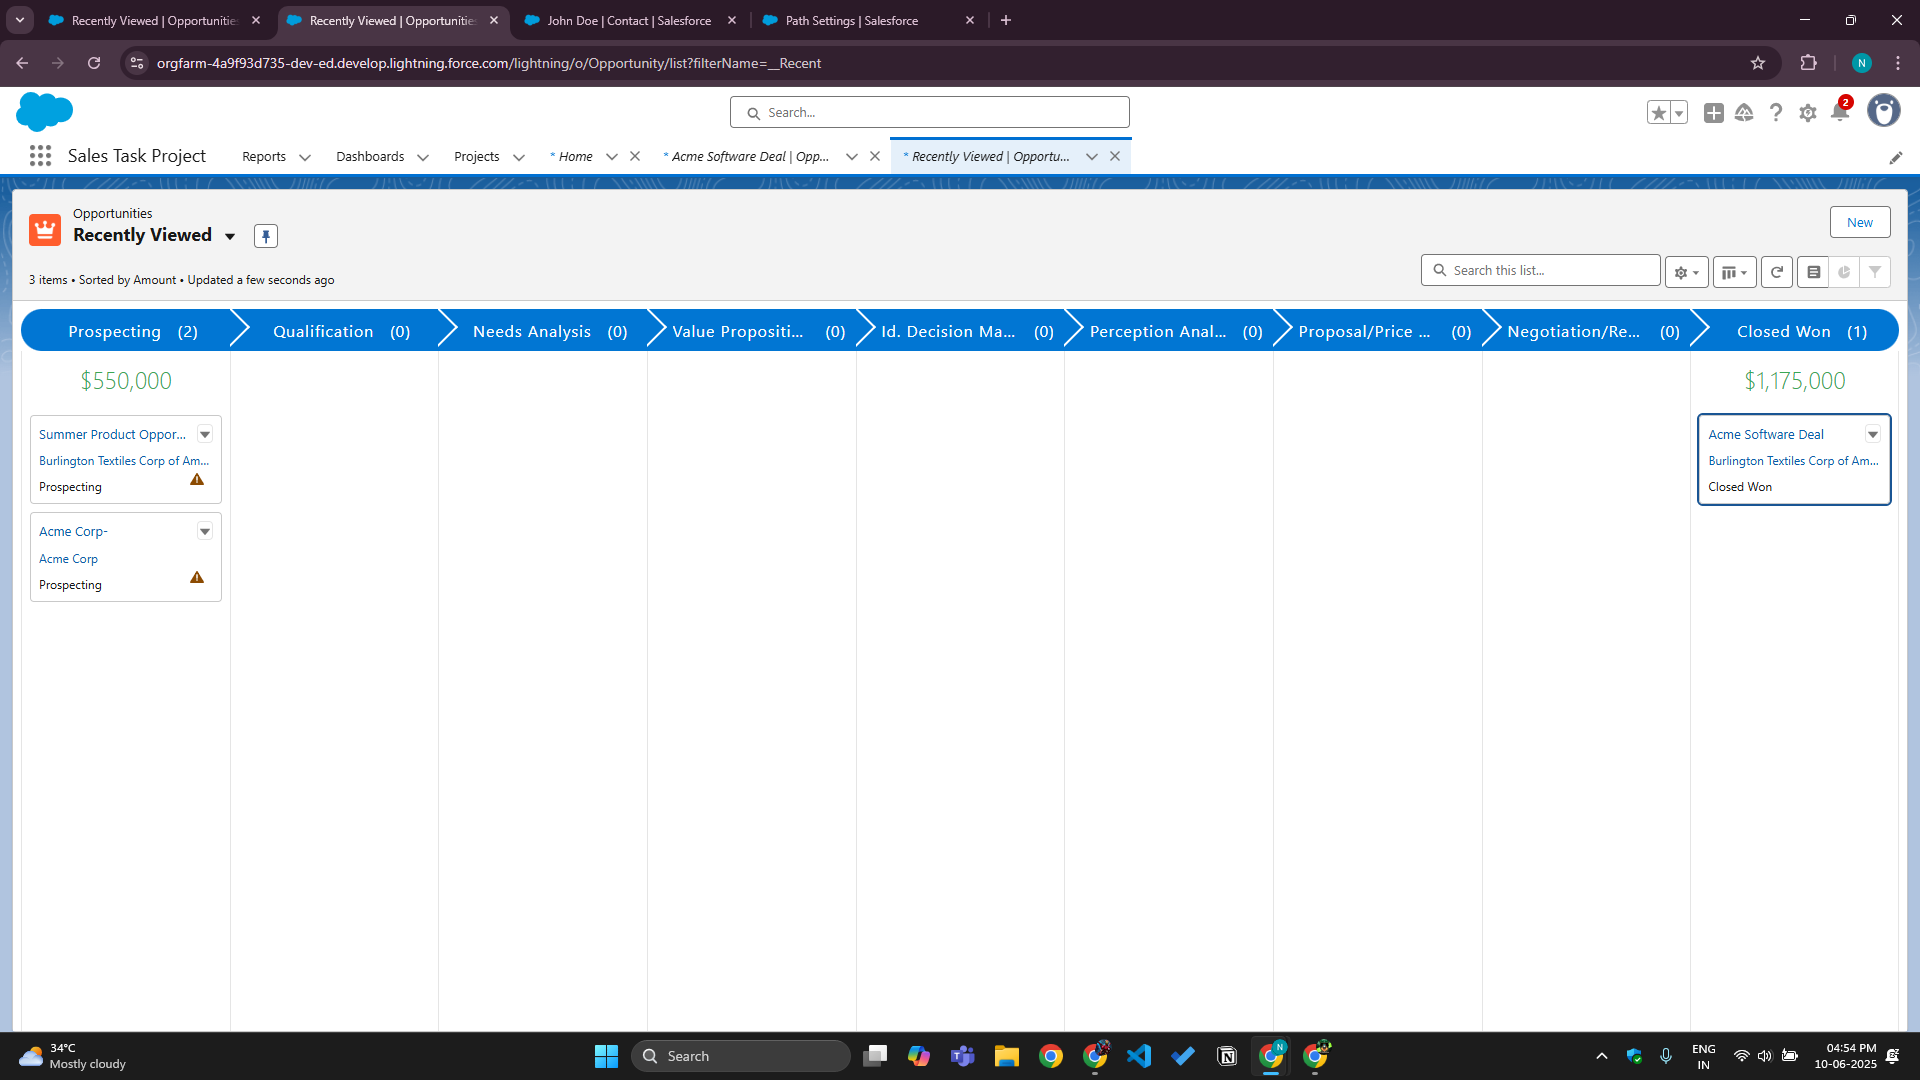 Recently Viewed | Opportunities
Recently Viewed | Opportunities
John Doe | Contact | Salesforce
Path Settings | Salesforce
orgfarm-4a9f93d735-dev-ed.develop.lightning.force.com/lightning/o/Opportunity/list?filterName=__Recent
N
Search...
2
Sales Task Project
Reports
Dashboards
Projects
* Home
* Acme Software Deal | Opp...
* Recently Viewed | Opportu...
Opportunities
Recently Viewed
New
3 items • Sorted by Amount • Updated a few seconds ago
Search this list...
Prospecting (2)
Qualification (0)
Needs Analysis (0)
Value Propositi... (0)
Id. Decision Ma... (0)
Perception Anal... (0)
Proposal/Price ... (0)
Negotiation/Re... (0)
Closed Won (1)
$550,000
$1,175,000
Summer Product Oppor...
Burlington Textiles Corp of Am...
Prospecting
Acme Corp-
Acme Corp
Prospecting
Acme Software Deal
Burlington Textiles Corp of Am...
Closed Won
34°C
Mostly cloudy
Search
N
ENG
IN
04:54 PM
10-06-2025